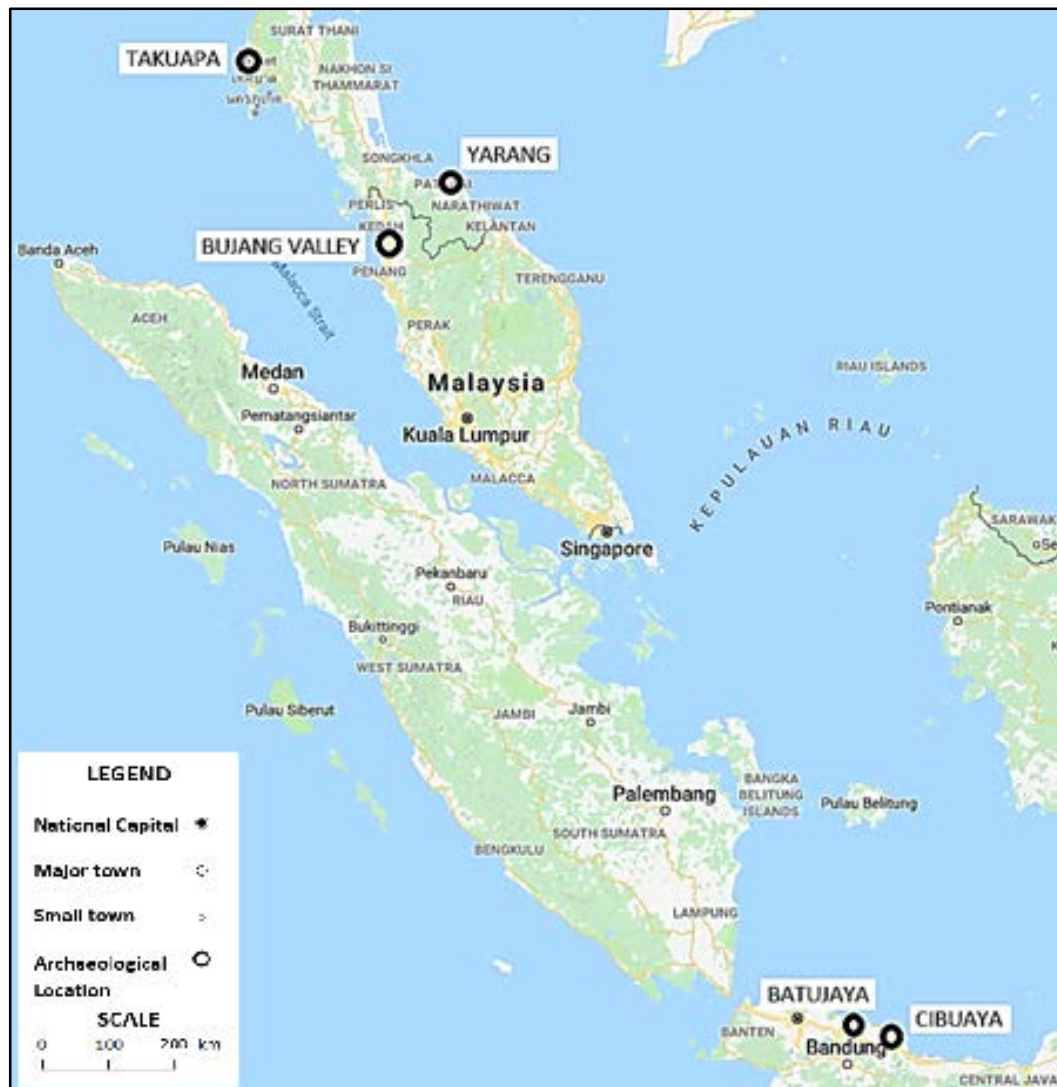 SURAT THANI
TAKUAPA
NAKHON SI
THAMMARAT
YARANG
SONGKHLA
PERLIS
NARATHIWAT
KELANTAN
BUJANG VALLEY
PENANG
Banda Aceh
Malacca Strait
TERENGGANU
ACEH
PERAK
RIAU ISLANDS
Medan
Malaysia
Pematangsiantar
Kuala Lumpur
KEPULAUAN RIAU
MALACCA
NORTH SUMATRA
SARAWAK
Singapore
Pulau Nias
Pekanbaru
RIAU
Pontianak
Bukittinggi
WEST SUMATRA
Pulau Siberut
JAMBI
Jambi
BANGKA
BELITUNG
ISLANDS
Palembang
Pulau Belitung
SOUTH SUMATRA
BENGKULU
LAMPUNG
LEGEND
National Capital
Major town
Small town
Archaeological
Location
SCALE
0 100 200 km
BATUJAYA
CIBUAYA
BANTEN
Bandung
CENTRAL JAVA